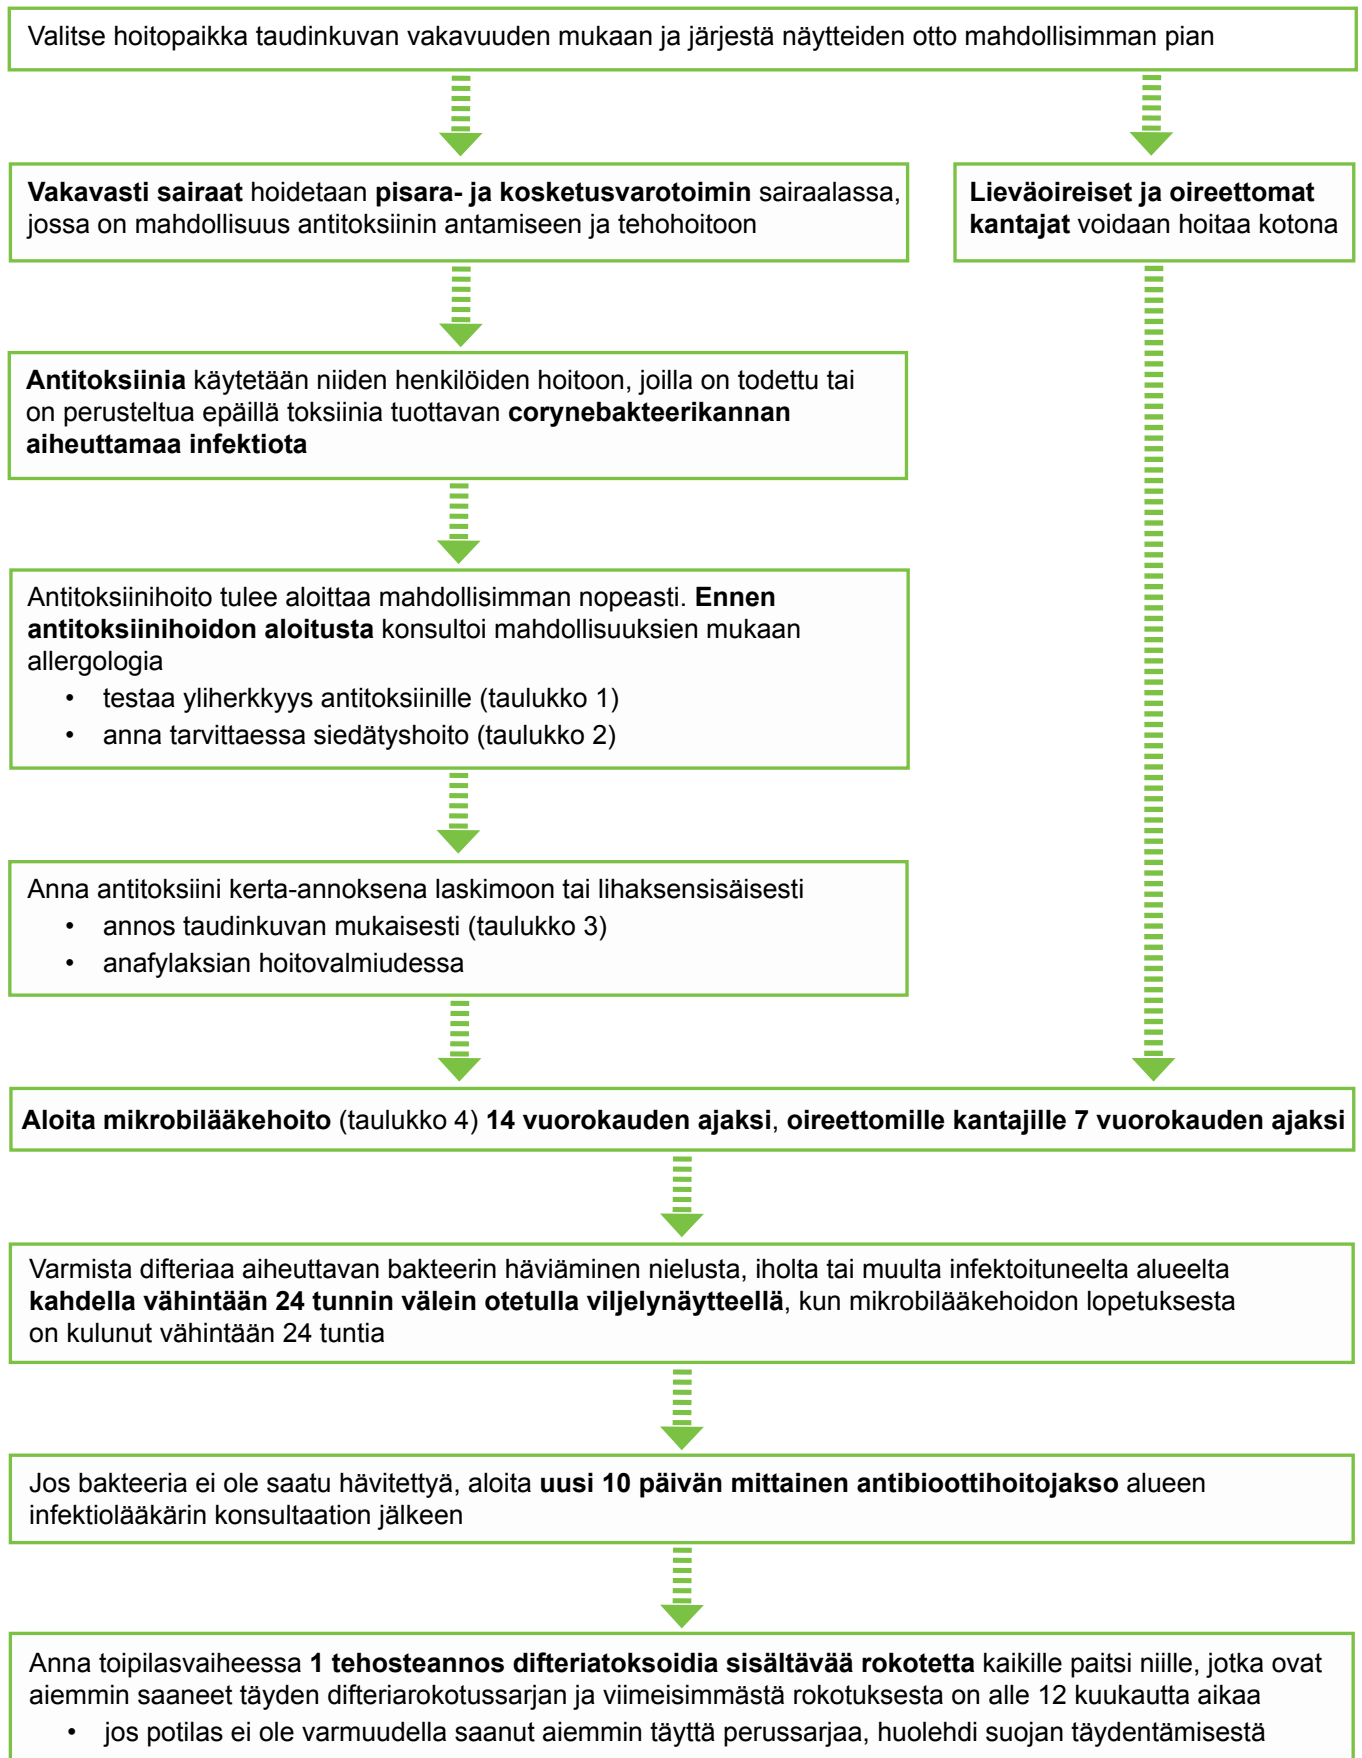 Valitse hoitopaikka taudinkuvan vakavuuden mukaan ja järjestä näytteiden otto mahdollisimman pian
Vakavasti sairaat hoidetaan pisara- ja kosketusvarotoimin sairaalassa,
jossa on mahdollisuus antitoksiinin antamiseen ja tehohoitoon
Lieväoireiset ja oireettomat
kantajat voidaan hoitaa kotona
Antitoksiinia käytetään niiden henkilöiden hoitoon, joilla on todettu tai
on perusteltua epäillä toksiinia tuottavan corynebakteerikannan
aiheuttamaa infektiota
Antitoksiinihoito tulee aloittaa mahdollisimman nopeasti. Ennen
antitoksiinihoidon aloitusta konsultoi mahdollisuuksien mukaan
allergologia
• testaa yliherkkyys antitoksiinille (taulukko 1)
• anna tarvittaessa siedätyshoito (taulukko 2)
Anna antitoksiini kerta-annoksena laskimoon tai lihaksensisäisesti
• annos taudinkuvan mukaisesti (taulukko 3)
• anafylaksian hoitovalmiudessa
Aloita mikrobilääkehoito (taulukko 4) 14 vuorokauden ajaksi, oireettomille kantajille 7 vuorokauden ajaksi
Varmista difteriaa aiheuttavan bakteerin häviäminen nielusta, iholta tai muulta infektoituneelta alueelta
kahdella vähintään 24 tunnin välein otetulla viljelynäytteellä, kun mikrobilääkehoidon lopetuksesta
on kulunut vähintään 24 tuntia
Jos bakteeria ei ole saatu hävitettyä, aloita uusi 10 päivän mittainen antibioottihoitojakso alueen
infektiolääkärin konsultaation jälkeen
Anna toipilasvaiheessa 1 tehosteannos difteriatoksoidia sisältävää rokotetta kaikille paitsi niille, jotka ovat
aiemmin saaneet täyden difteriarokotussarjan ja viimeisimmästä rokotuksesta on alle 12 kuukautta aikaa
• jos potilas ei ole varmuudella saanut aiemmin täyttä perussarjaa, huolehdi suojan täydentämisestä